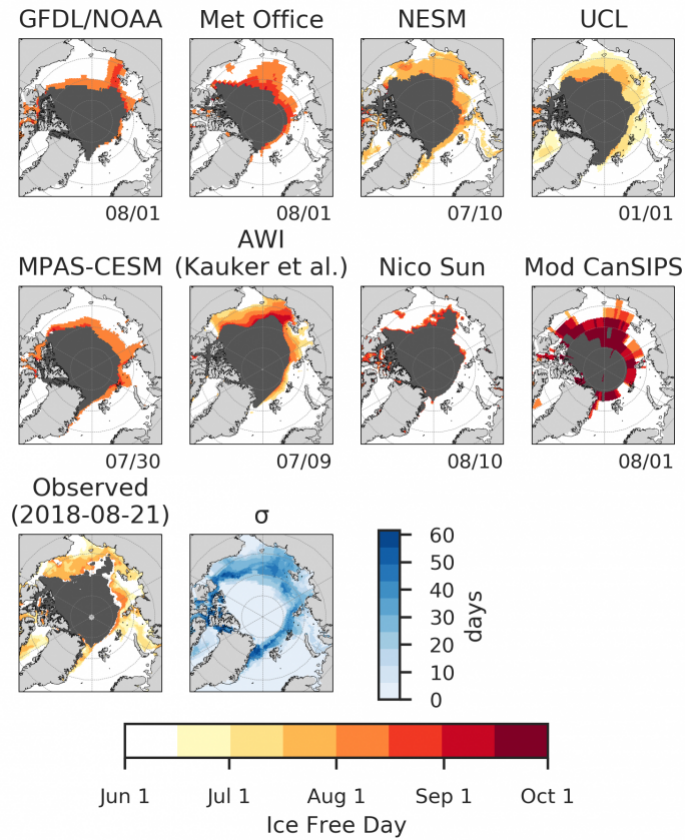 GFDL/NOAA
Met Office
NESM
UCL
08/01
08/01
07/10
01/01
MPAS-CESM
AWI
(Kauker et al.)
Nico Sun
Mod CanSIPS
07/30
07/09
08/10
08/01
Observed
(2018-08-21)
σ
60
50
40
30
20
10
0
days
Jun 1
Jul 1
Aug 1
Sep 1
Oct 1
Ice Free Day